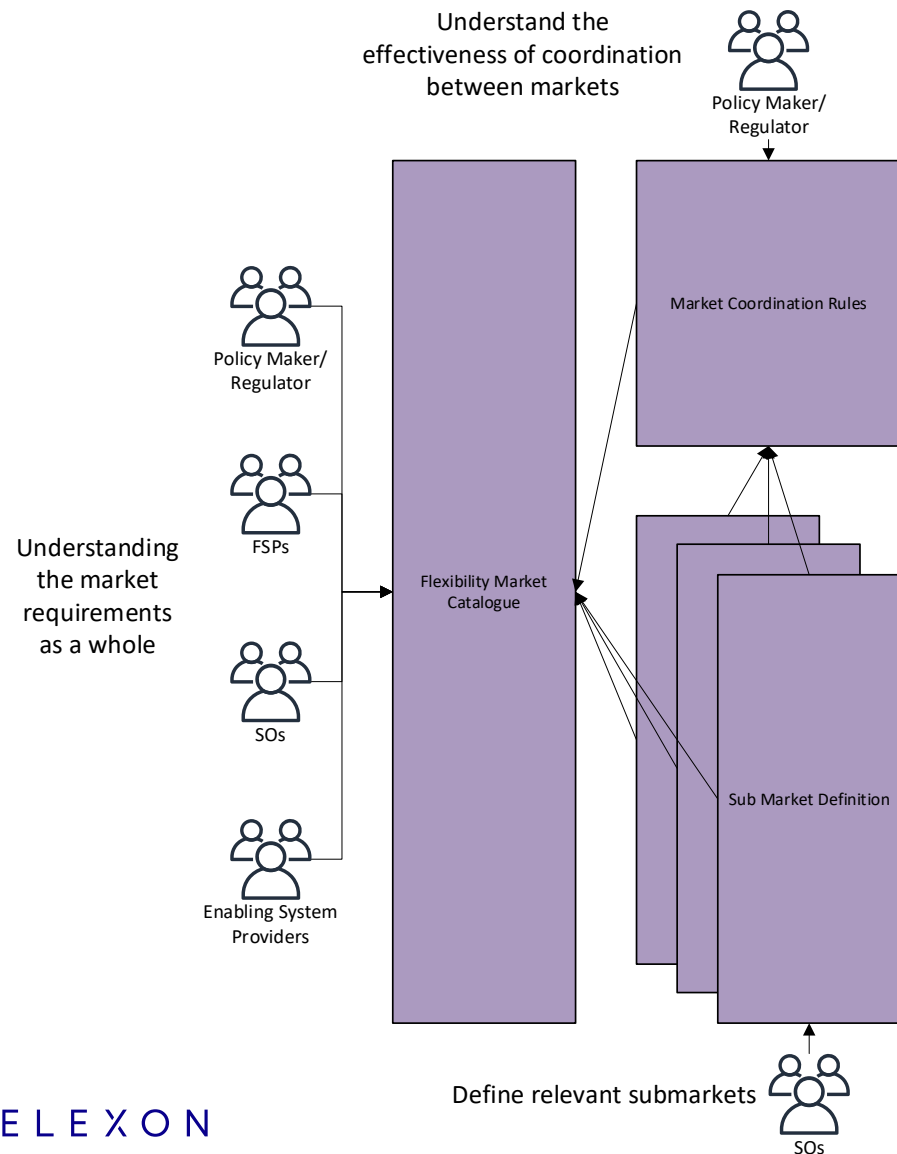 Understand the
effectiveness of coordination
between markets
Policy Maker/
Regulator
Market Coordination Rules
Policy Maker/
Regulator
FSPs
Understanding
the market
requirements
as a whole
Flexibility Market
Catalogue
SOs
Sub Market Definition
Enabling System
Providers
Define relevant submarkets
SOs
ELEXON